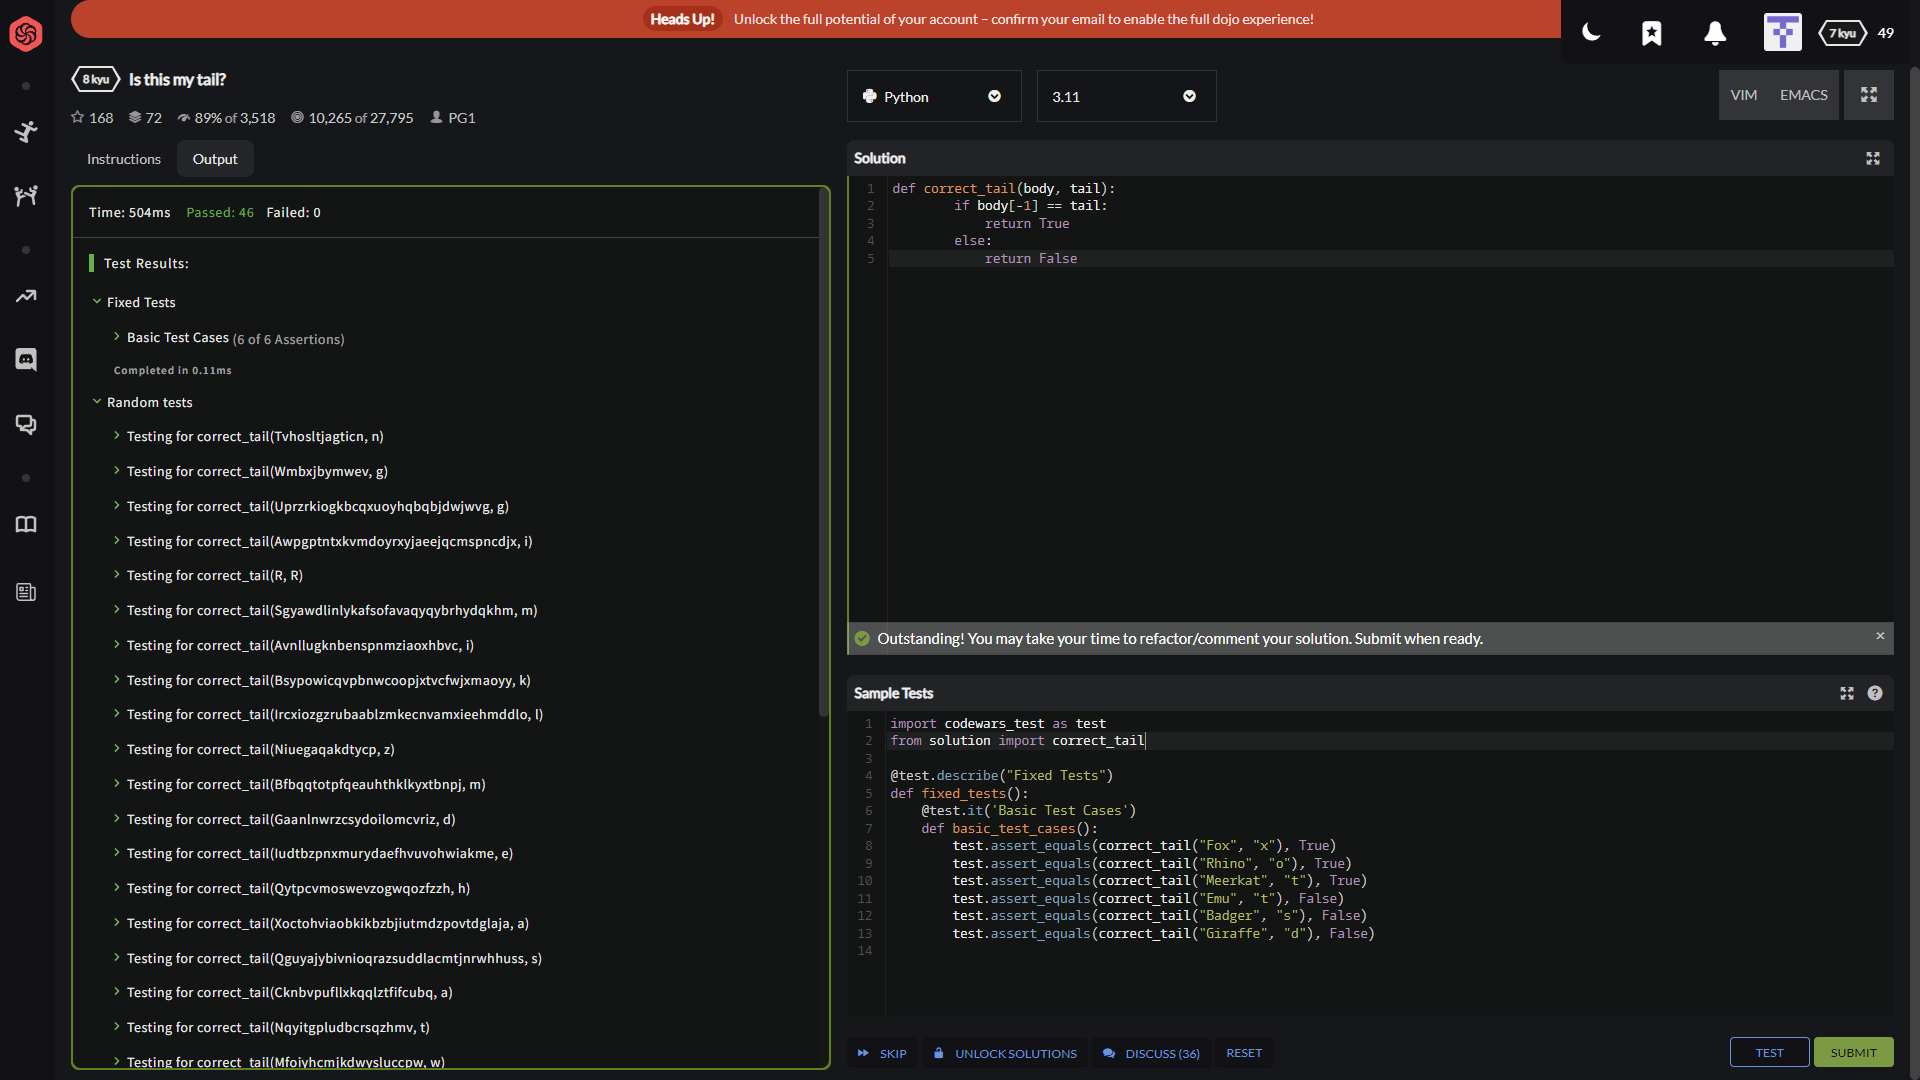 Heads Up! Unlock the full potential of your account – confirm your email to enable the full dojo experience!
7 kyu 49
8 kyu Is this my tail?
168 72 89% of 3,518 10,265 of 27,795 PG1
Instructions Output
Time: 504ms Passed: 46 Failed: 0
Test Results:
Fixed Tests
Basic Test Cases (6 of 6 Assertions)
Completed in 0.11ms
Random tests
Testing for correct_tail(Tvhosltjagticn, n)
Testing for correct_tail(Wmbxjbymwev, g)
Testing for correct_tail(Uprzrkiogkbcqxuoyhqbqbjdwjwvg, g)
Testing for correct_tail(Awpgptntxkvmdoyrxyjaeejqcmspncdjx, i)
Testing for correct_tail(R, R)
Testing for correct_tail(Sgyawdlinlykafsofavaqyqybrhydqkhm, m)
Testing for correct_tail(Avnllugknbenspnmziaoxhbvc, i)
Testing for correct_tail(Bsypowicqvpbnwcoopjxtvcfwjxmaoyy, k)
Testing for correct_tail(Ircxiozgzrubaablzmkecnvamxieehmddlo, l)
Testing for correct_tail(Niuegaqakdtycp, z)
Testing for correct_tail(Bfbqqtotpfqeauhthklkyxtbnpj, m)
Testing for correct_tail(Gaanlnwrzcsydoilomcvriz, d)
Testing for correct_tail(Iudtbzpnxmurydaefhvuvohwiakme, e)
Testing for correct_tail(Qytpcvmoswevzogwqozfzzh, h)
Testing for correct_tail(Xoctohviaobkikbzbjiutmdzpovtdglaja, a)
Testing for correct_tail(Qguyajybivnioqrazsuddlacmtjnrwhhuss, s)
Testing for correct_tail(Cknbvpufllxkqqlztfifcubq, a)
Testing for correct_tail(Nqyitgpludbcrsqzhmv, t)
Testing for correct_tail(Mfoiyhcmjkdwysluccpw, w)
Python 3.11
VIM EMACS
Solution
1 def correct_tail(body, tail):
2 if body[-1] == tail:
3 return True
4 else:
5 return False
Outstanding! You may take your time to refactor/comment your solution. Submit when ready. ×
Sample Tests ?
1 import codewars_test as test
2 from solution import correct_tail
3
4 @test.describe("Fixed Tests")
5 def fixed_tests():
6 @test.it('Basic Test Cases')
7 def basic_test_cases():
8 test.assert_equals(correct_tail("Fox", "x"), True)
9 test.assert_equals(correct_tail("Rhino", "o"), True)
10 test.assert_equals(correct_tail("Meerkat", "t"), True)
11 test.assert_equals(correct_tail("Emu", "t"), False)
12 test.assert_equals(correct_tail("Badger", "s"), False)
13 test.assert_equals(correct_tail("Giraffe", "d"), False)
14
SKIP UNLOCK SOLUTIONS DISCUSS (36) RESET TEST SUBMIT